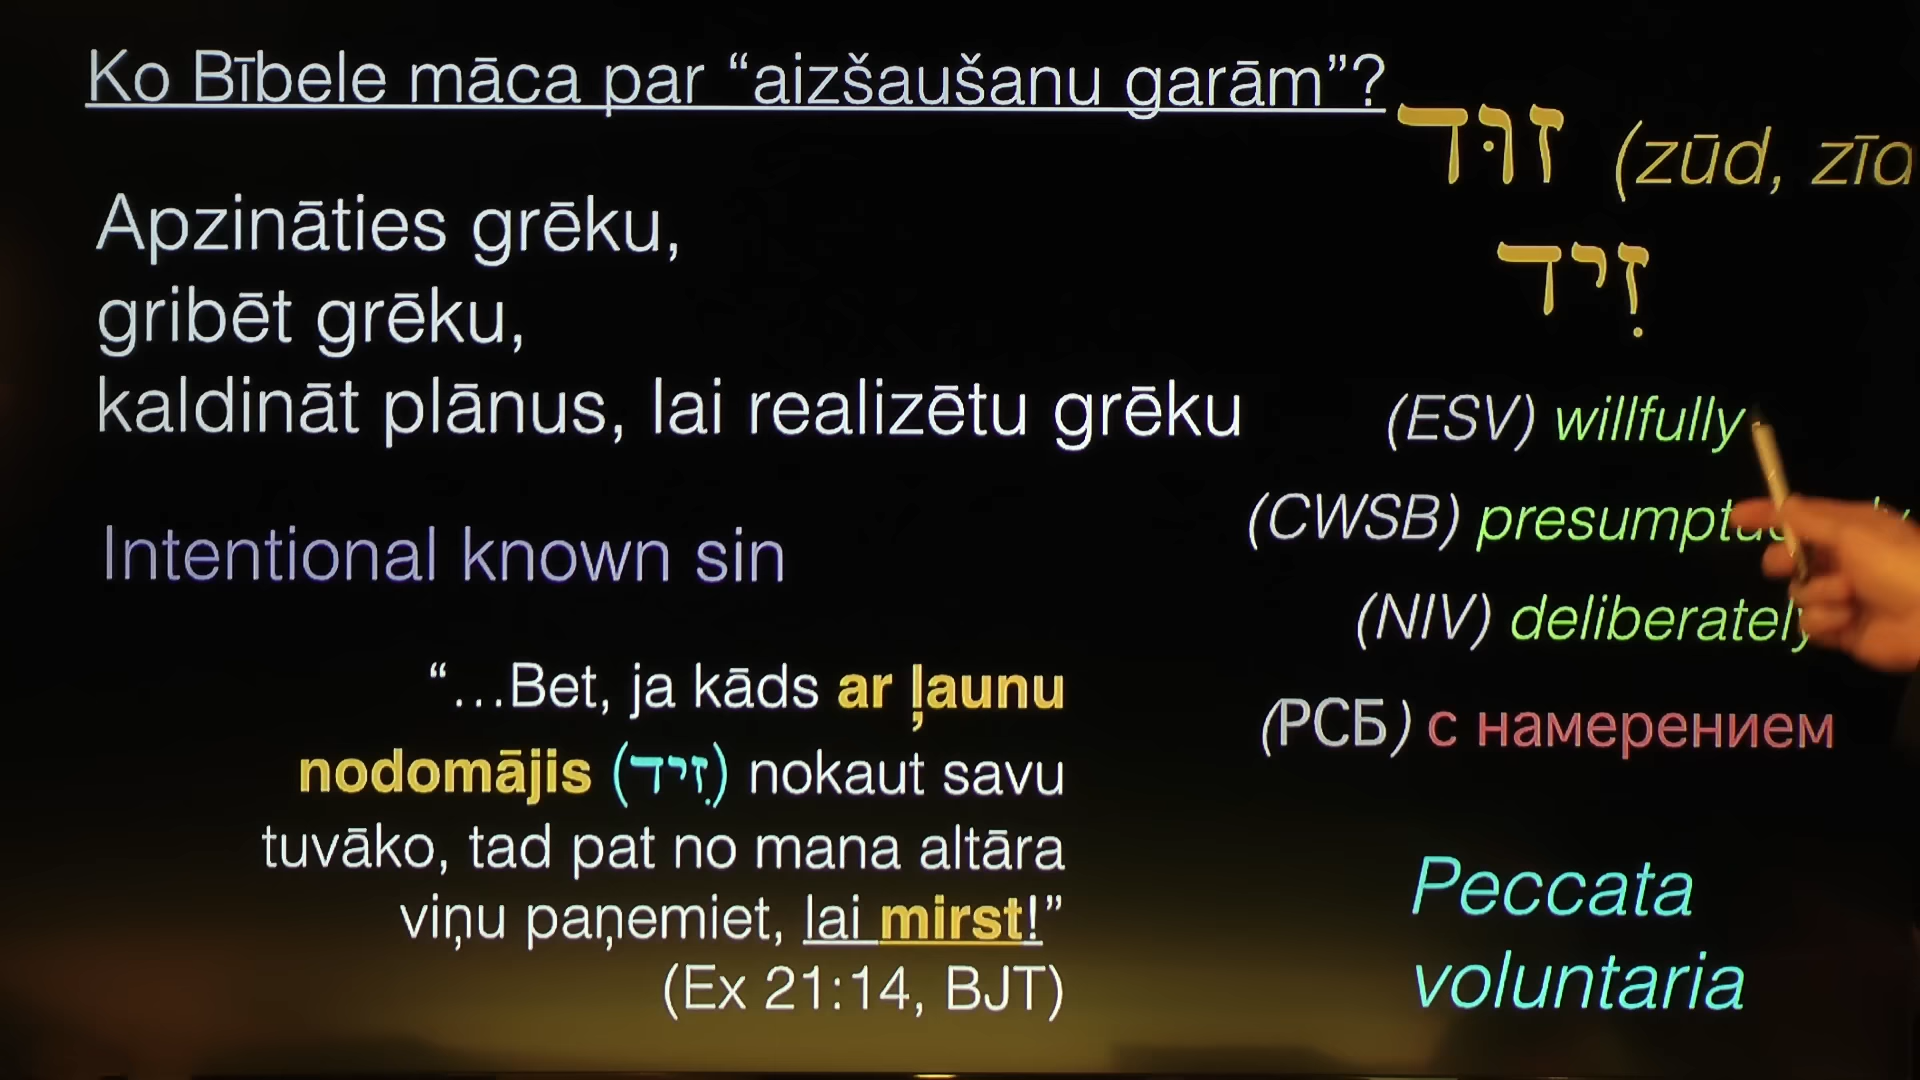 Ko Bībele māca par “aizšaušanu garām”?
זוּד (zūd,
זִיד
Apzināties grēku,
gribēt grēku,
kaldināt plānus, lai realizētu grēku
(ESV) willfully
(CWSB)
(NIV) deliberately
(РСБ) с намерением
Intentional known sin
“…Bet, ja kāds ar ļaunu
nodomājis (זִיד) nokaut savu
tuvāko, tad pat no mana altāra
viņu paņemiet, lai mirst!”
(Ex 21:14, BJT)
Peccata
voluntaria